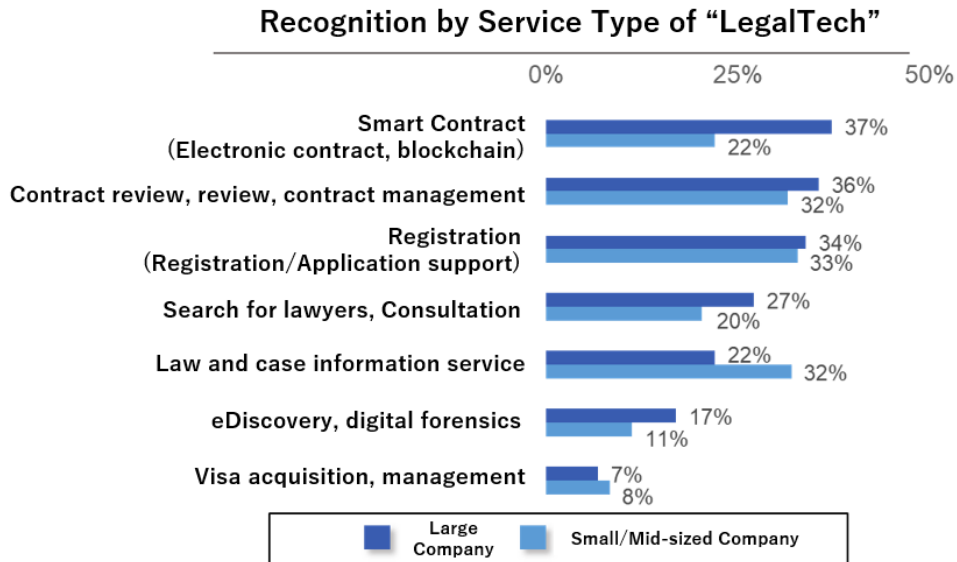 Recognition by Service Type of “LegalTech”
0% 25% 50%
Smart Contract
(Electronic contract, blockchain)
37%
22%
Contract review, review, contract management
36%
32%
Registration
(Registration/Application support)
34%
33%
Search for lawyers, Consultation
27%
20%
Law and case information service
22%
32%
eDiscovery, digital forensics
17%
11%
Visa acquisition, management
7%
8%
Large
Company
Small/Mid-sized Company